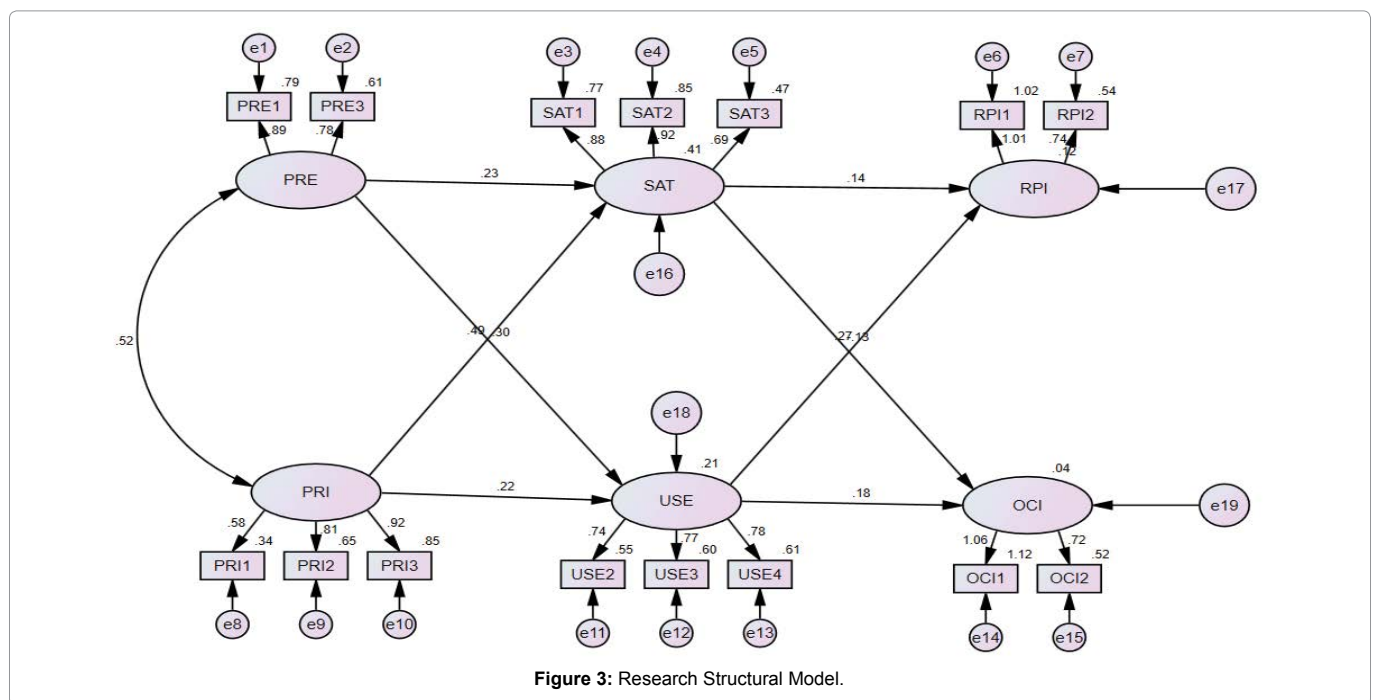 e1
e2
e3
e4
e5
e6
e7
.79
.61
.77
.85
.47
1.02
.54
PRE1
PRE3
SAT1
SAT2
SAT3
RPI1
RPI2
.89
.78
.88
.92
.69
.41
1.01
.74
.12
PRE
.23
SAT
.14
RPI
e17
e16
.52
.49
.30
.27
.13
e18
.21
.04
PRI
.22
USE
.18
OCI
e19
.58
.81
.92
.74
.77
.78
1.06
.72
.34
.65
.85
.55
.60
.61
1.12
.52
PRI1
PRI2
PRI3
USE2
USE3
USE4
OCI1
OCI2
e8
e9
e10
e11
e12
e13
e14
e15
Figure 3: Research Structural Model.